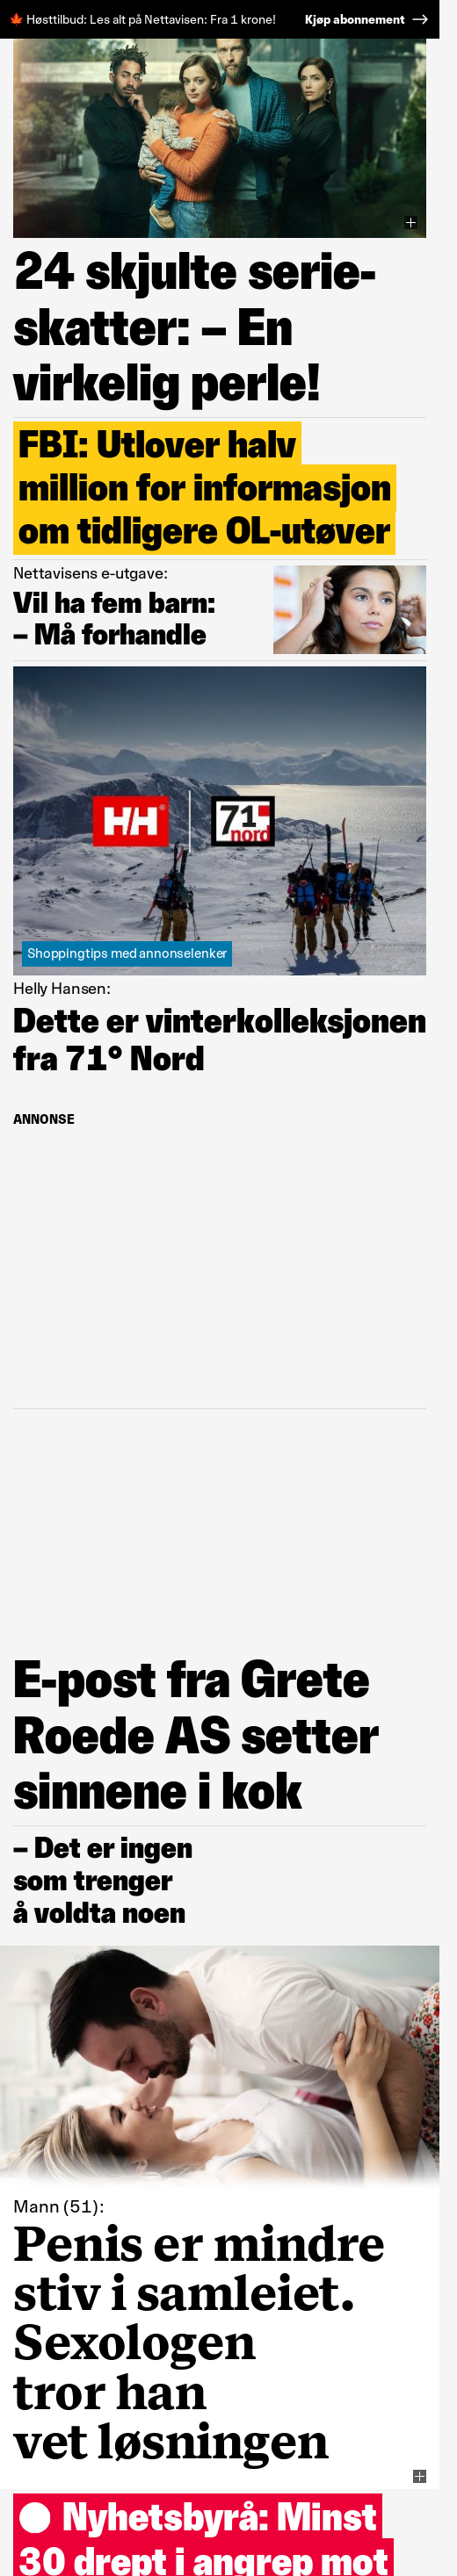 🍁 Høsttilbud: Les alt på Nettavisen: Fra 1 krone!
Kjøp abonnement →
24 skjulte serie-
skatter: – En
virkelig perle!
FBI: Utlover halv
million for informasjon
om tidligere OL-utøver
Nettavisens e-utgave:
Vil ha fem barn:
– Må forhandle
HH
71°
nord
Shoppingtips med annonselenker
Helly Hansen:
Dette er vinterkolleksjonen
fra 71° Nord
ANNONSE
E-post fra Grete
Roede AS setter
sinnene i kok
– Det er ingen
som trenger
å voldta noen
Mann (51):
Penis er mindre
stiv i samleiet.
Sexologen
tror han
vet løsningen
Nyhetsbyrå: Minst
30 drept i angrep mot